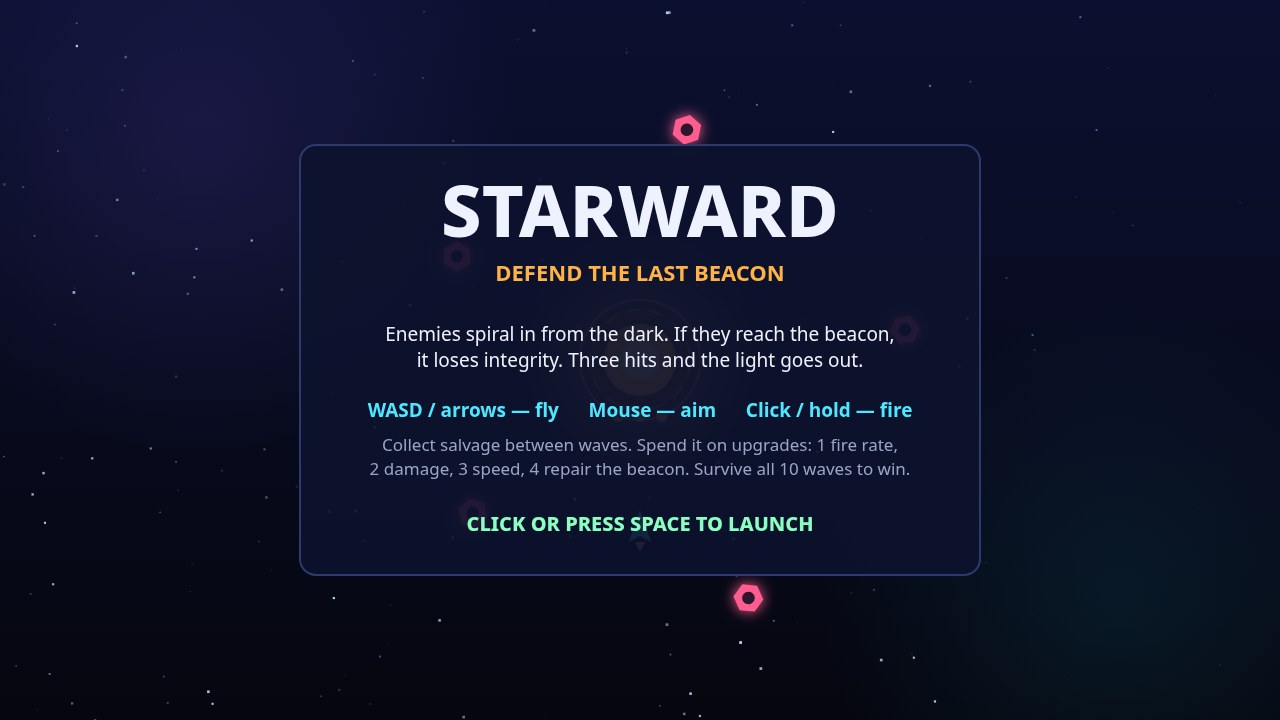 STARWARD
DEFEND THE LAST BEACON
Enemies spiral in from the dark. If they reach the beacon,
it loses integrity. Three hits and the light goes out.
WASD / arrows — fly Mouse — aim Click / hold — fire
Collect salvage between waves. Spend it on upgrades: 1 fire rate,
2 damage, 3 speed, 4 repair the beacon. Survive all 10 waves to win.
CLICK OR PRESS SPACE TO LAUNCH